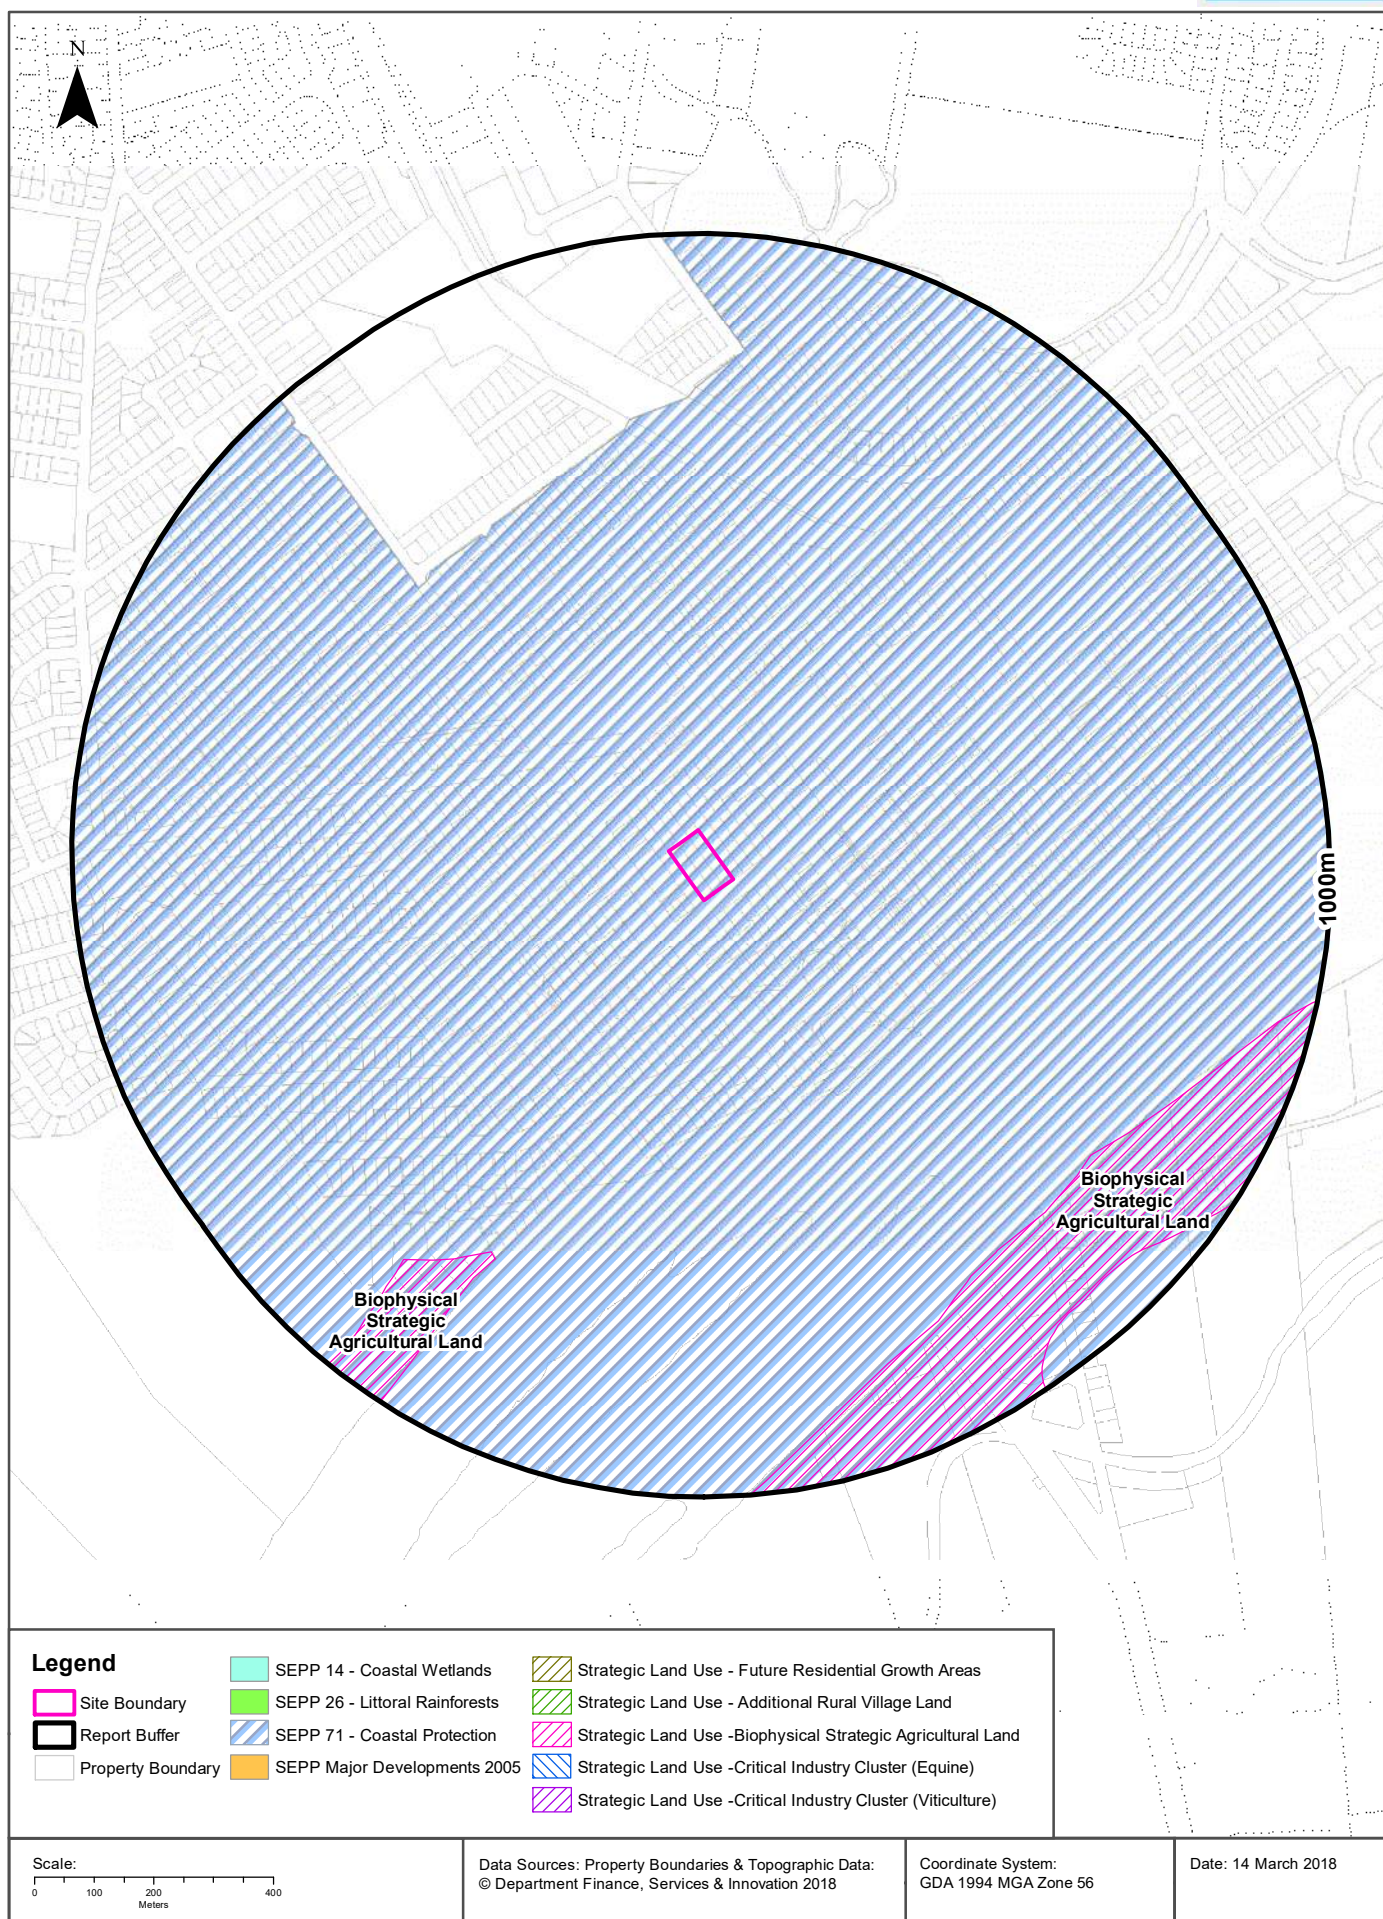 N
1000m
Biophysical
Strategic
Agricultural Land
Biophysical
Strategic
Agricultural Land
Legend
Site Boundary
Report Buffer
Property Boundary
SEPP 14 - Coastal Wetlands
SEPP 26 - Littoral Rainforests
SEPP 71 - Coastal Protection
SEPP Major Developments 2005
Strategic Land Use - Future Residential Growth Areas
Strategic Land Use - Additional Rural Village Land
Strategic Land Use -Biophysical Strategic Agricultural Land
Strategic Land Use -Critical Industry Cluster (Equine)
Strategic Land Use -Critical Industry Cluster (Viticulture)
Scale:
0 100 200 400
Meters
Data Sources: Property Boundaries & Topographic Data:
© Department Finance, Services & Innovation 2018
Coordinate System:
GDA 1994 MGA Zone 56
Date: 14 March 2018